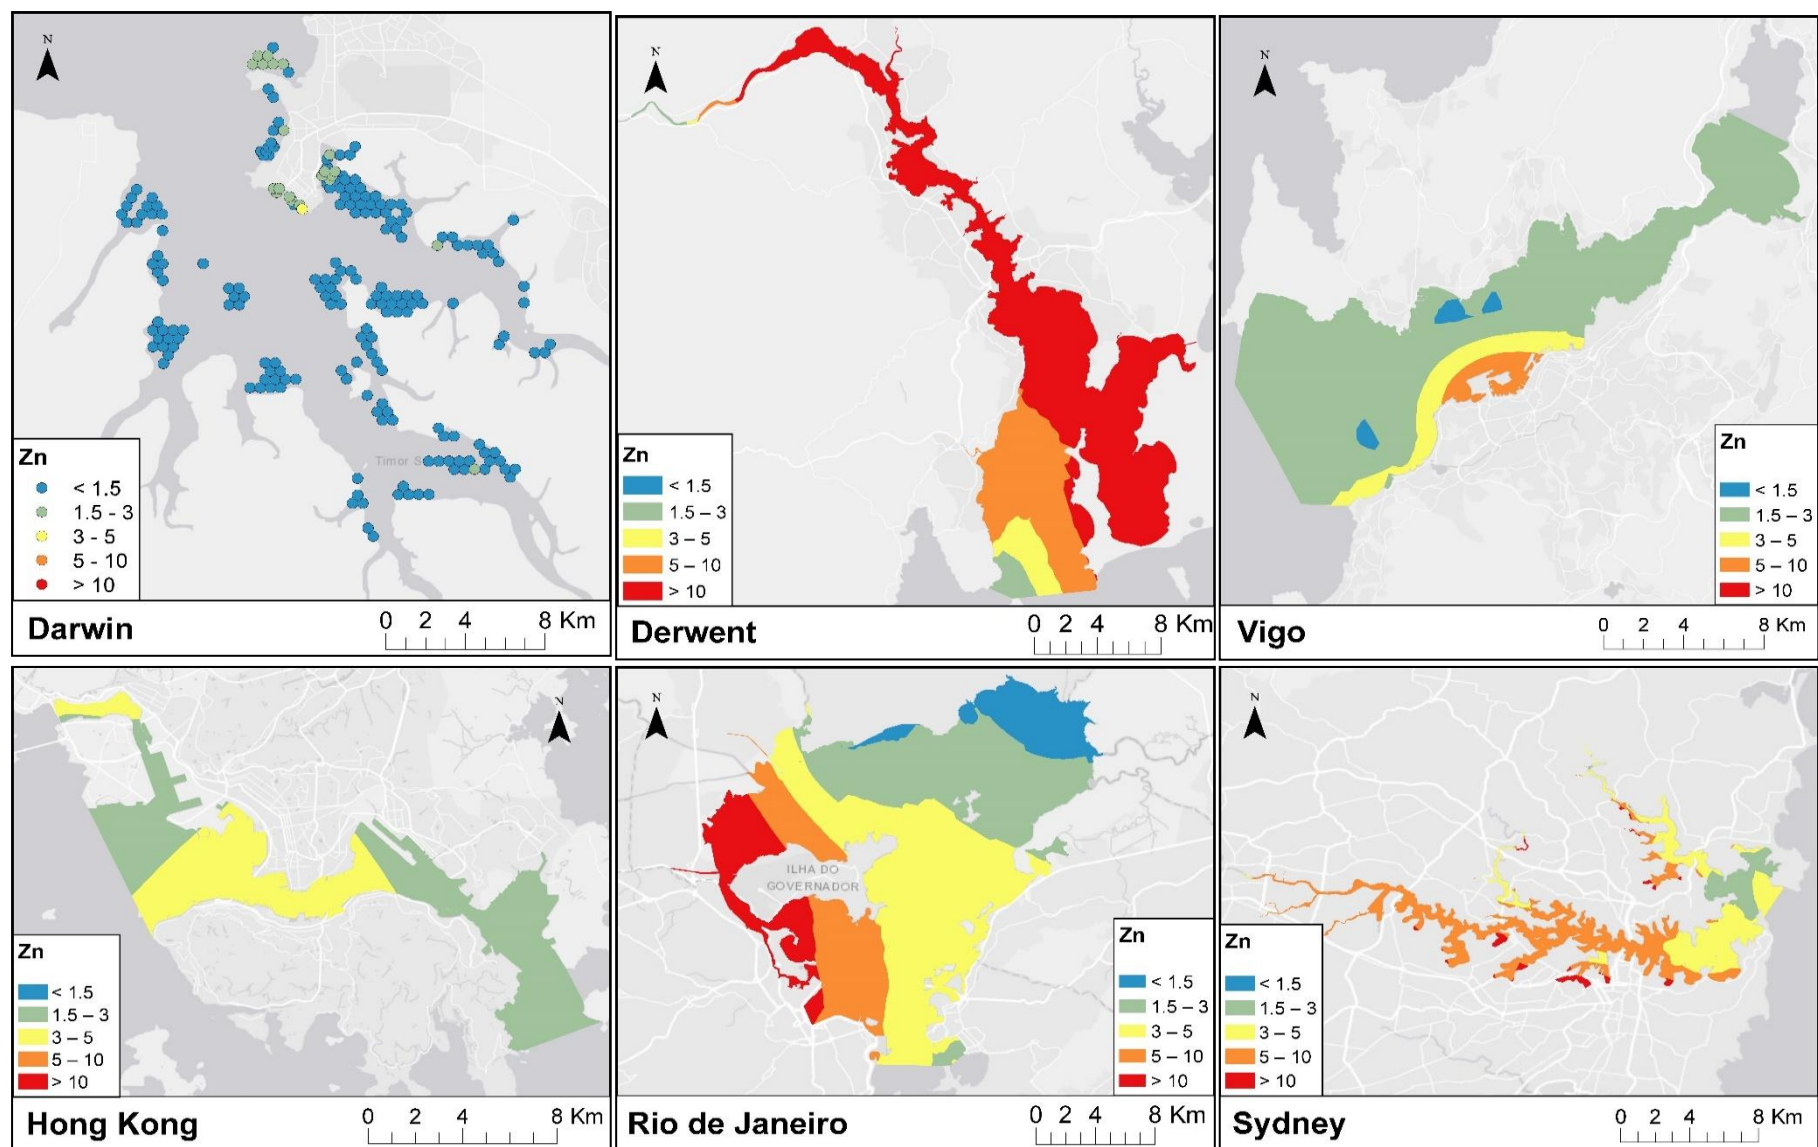 N
Timor S
Zn
< 1.5
1.5 – 3
3 - 5
5 - 10
> 10
Darwin
0 2 4 8 Km
N
Zn
< 1.5
1.5 – 3
3 – 5
5 – 10
> 10
Derwent
0 2 4 8 Km
N
Zn
< 1.5
1.5 – 3
3 – 5
5 – 10
> 10
Vigo
0 2 4 8 Km
N
Zn
< 1.5
1.5 – 3
3 – 5
5 – 10
> 10
Hong Kong
0 2 4 8 Km
N
ILHA DO
GOVERNADOR
Zn
< 1.5
1.5 – 3
3 – 5
5 – 10
> 10
Rio de Janeiro
0 2 4 8 Km
N
Zn
< 1.5
1.5 – 3
3 – 5
5 – 10
> 10
Sydney
0 2 4 8 Km